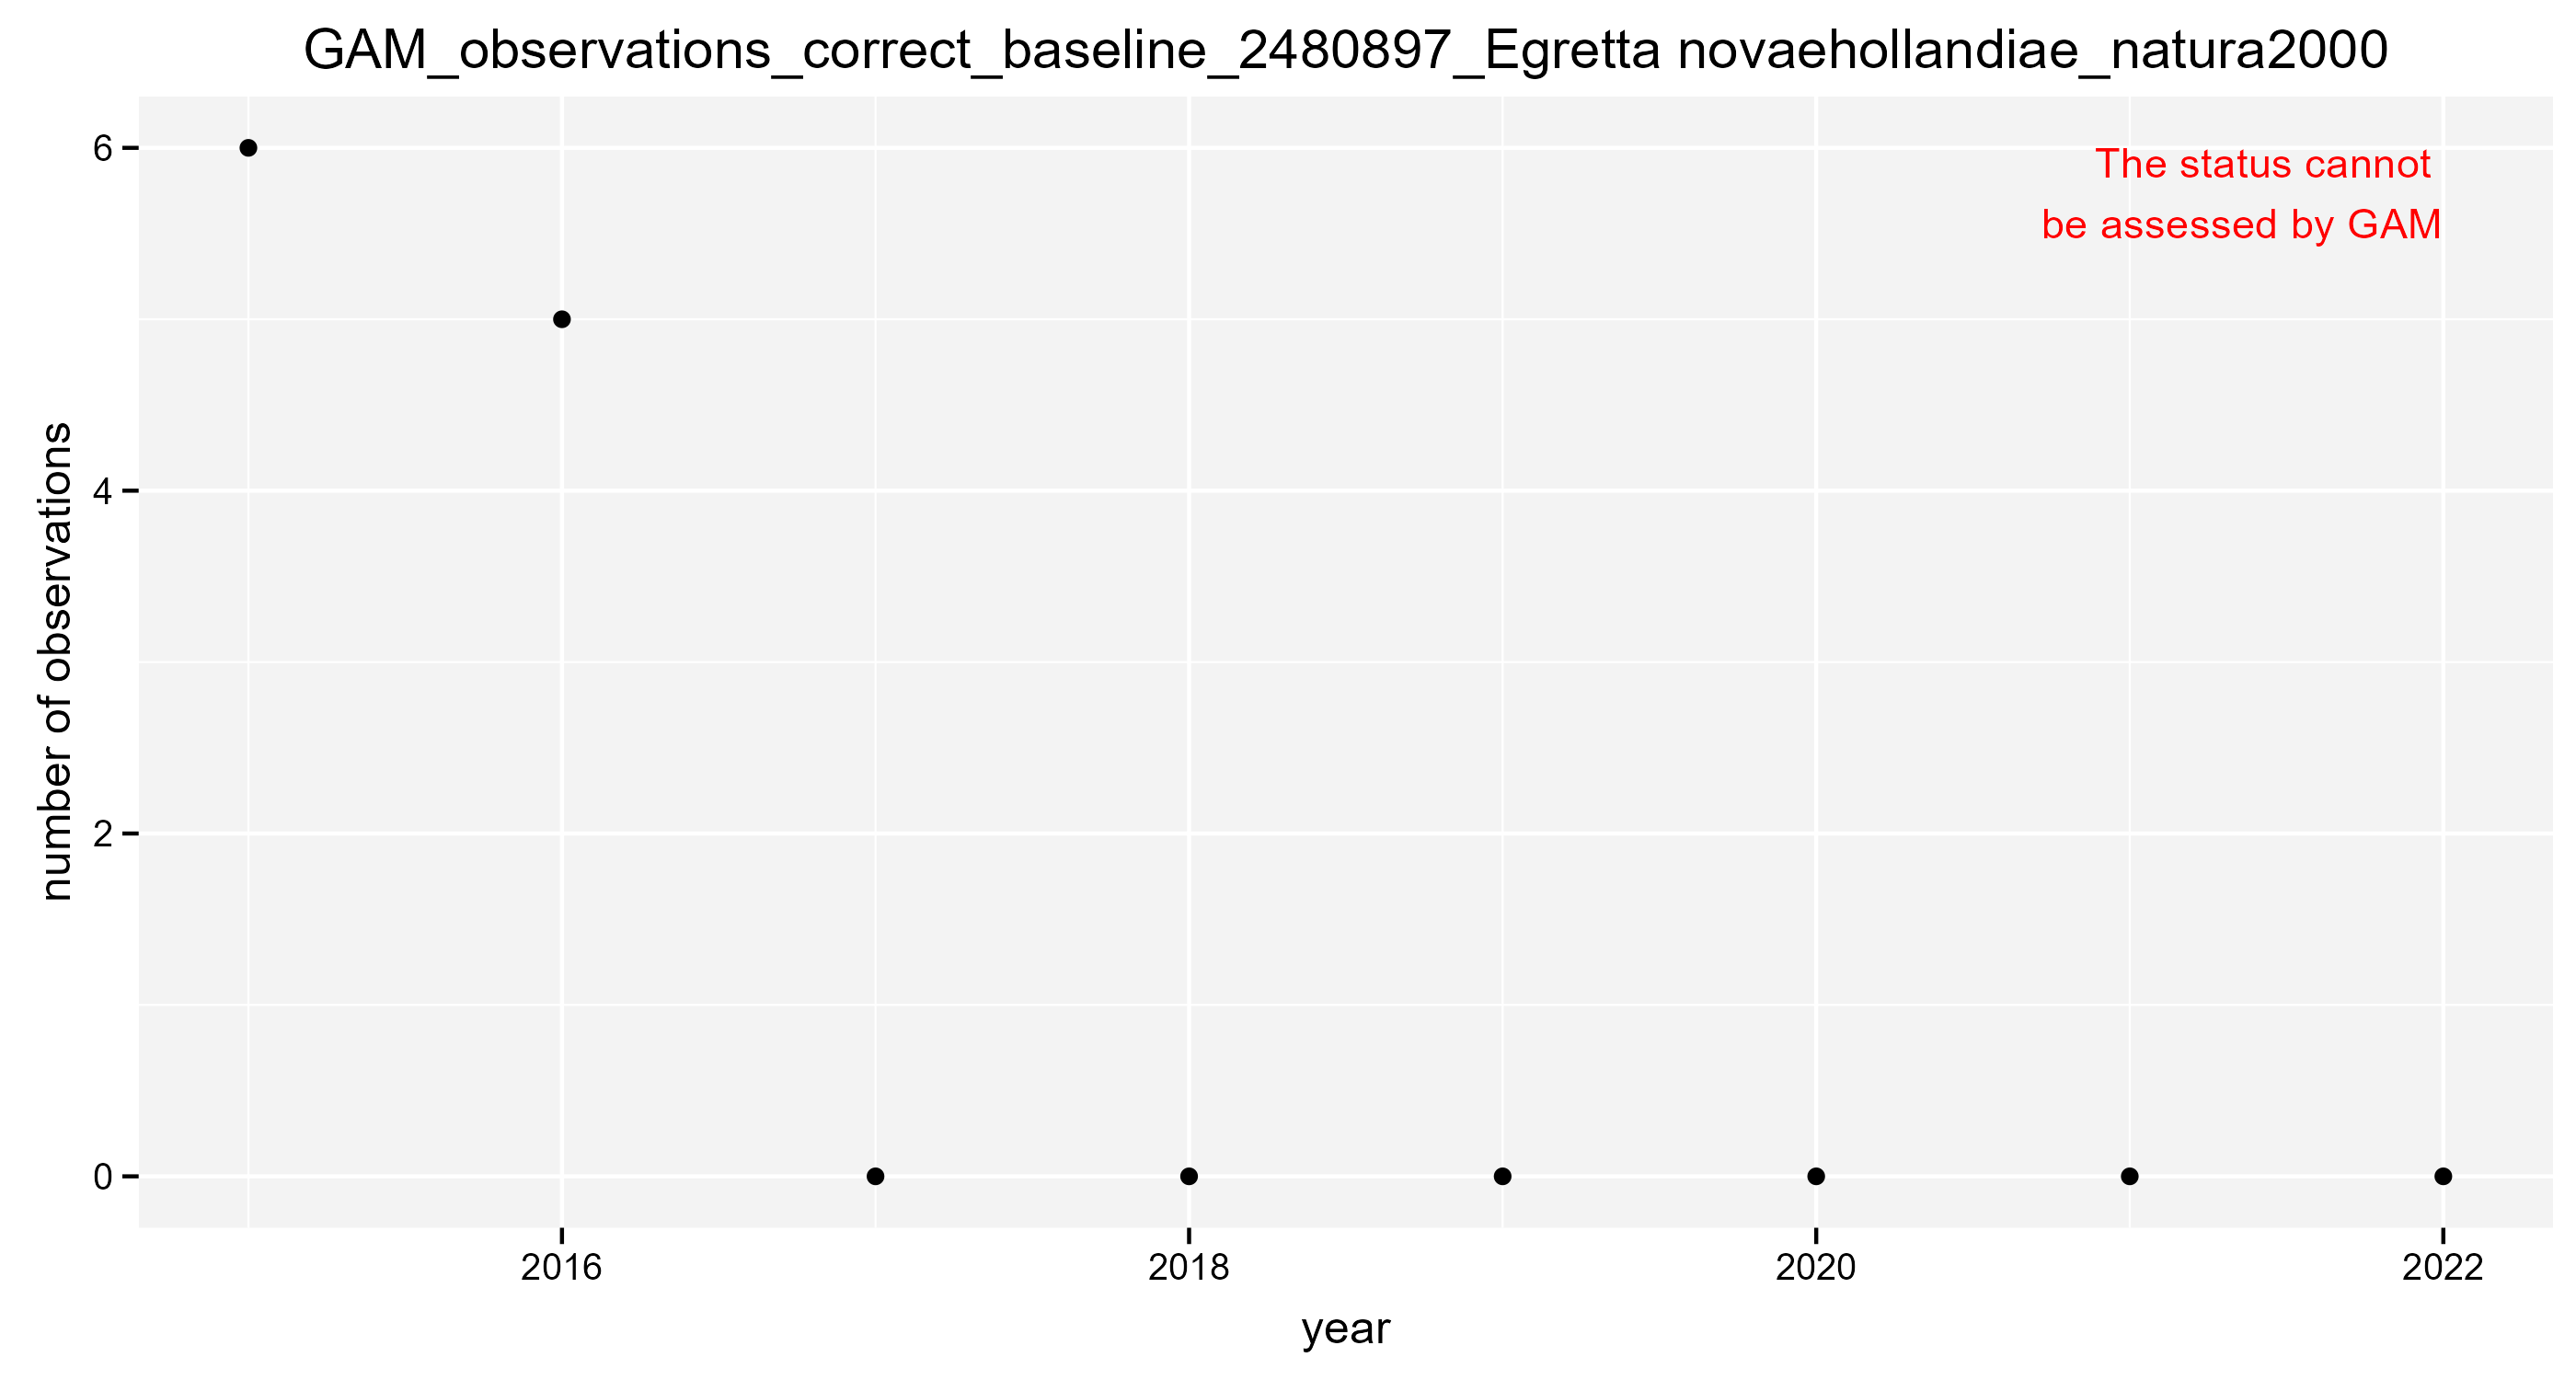 GAM_observations_correct_baseline_2480897_Egretta novaehollandiae_natura2000
The status cannot
be assessed by GAM
number of observations
6
4
2
0
2016
2018
2020
2022
year